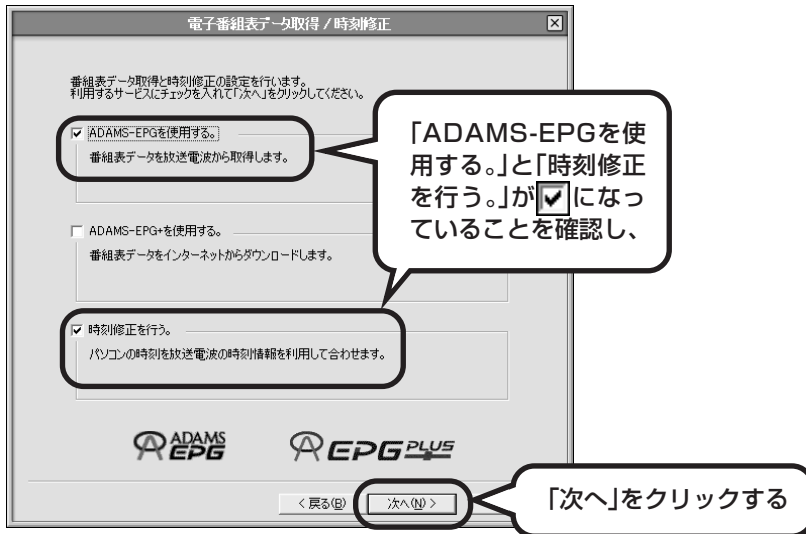 電子番組表データ取得 / 時刻修正
番組表データ取得と時刻修正の設定を行います。
利用するサービスにチェックを入れて「次へ」をクリックしてください。
ADAMS-EPGを使用する。
番組表データを放送電波から取得します。
「ADAMS-EPGを使
用する。」と「時刻修正
を行う。」が になっ
ていることを確認し、
ADAMS-EPG+を使用する。
番組表データをインターネットからダウンロードします。
時刻修正を行う。
パソコンの時刻を放送電波の時刻情報を利用して合わせます。
ADAMS
EPG
EPG PLUS
< 戻る(B)
次へ(N) >
「次へ」をクリックする